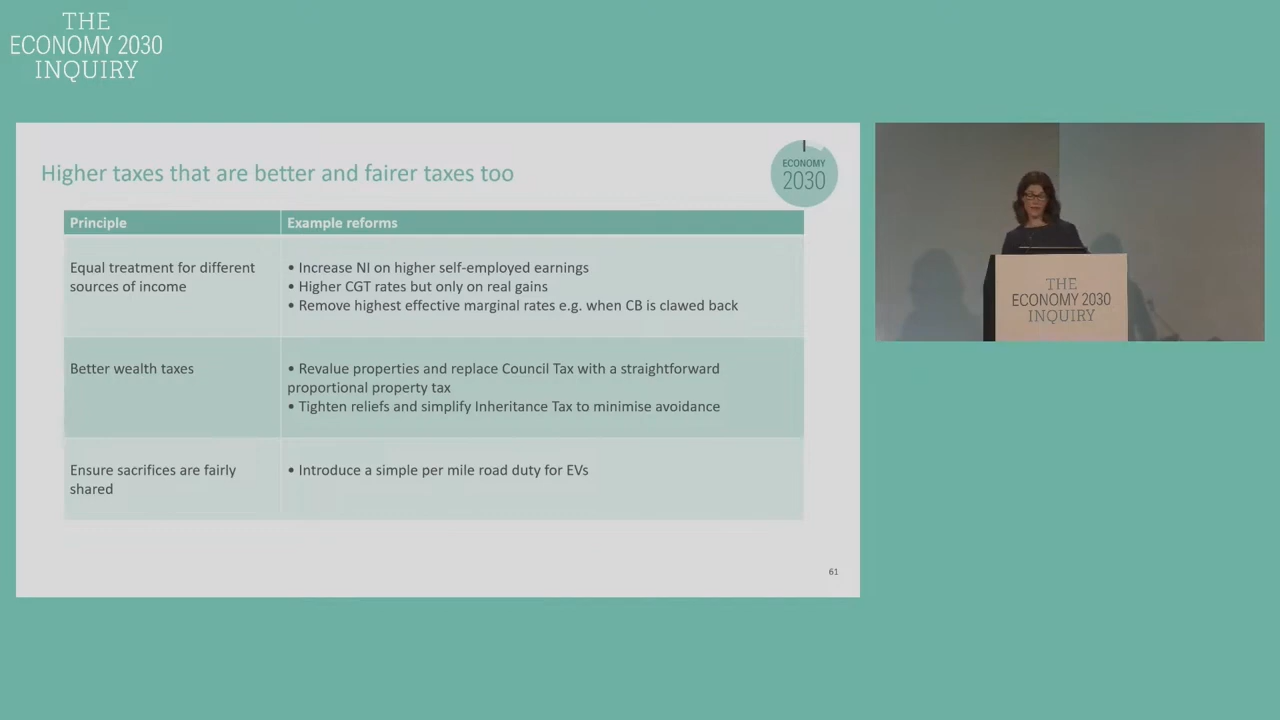 THE
ECONOMY 2030
INQUIRY
Higher taxes that are better and fairer taxes too
ECONOMY
2030
Principle
Example reforms
Equal treatment for different
sources of income
• Increase NI on higher self-employed earnings
• Higher CGT rates but only on real gains
• Remove highest effective marginal rates e.g. when CB is clawed back
Better wealth taxes
• Revalue properties and replace Council Tax with a straightforward
proportional property tax
• Tighten reliefs and simplify Inheritance Tax to minimise avoidance
Ensure sacrifices are fairly
shared
• Introduce a simple per mile road duty for EVs
61
THE
ECONOMY 2030
INQUIRY